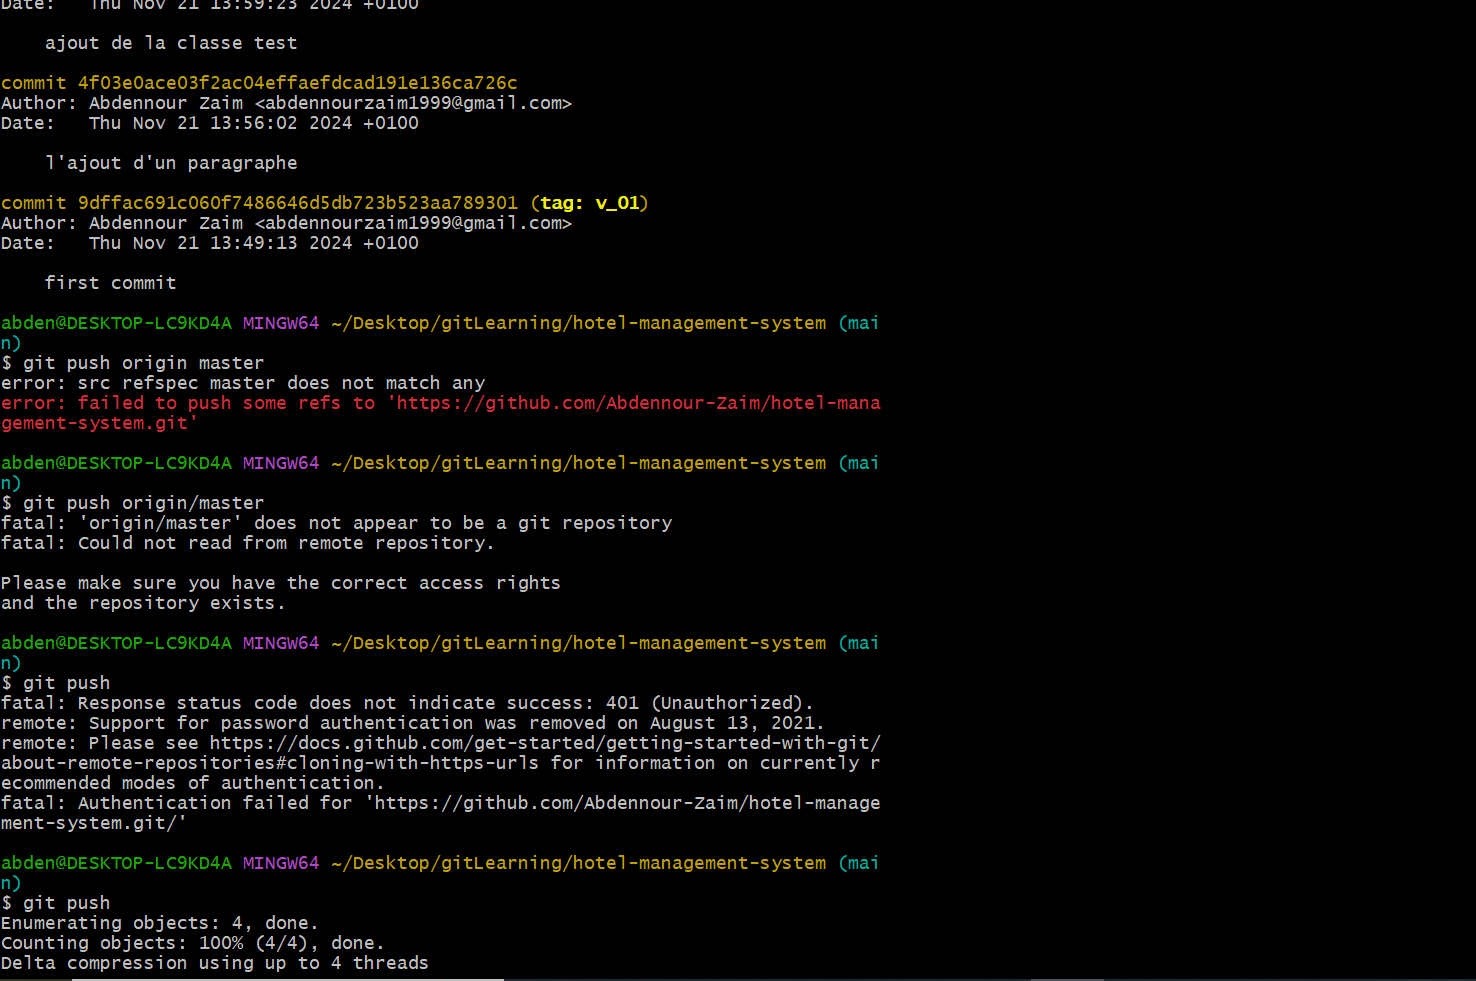 Date:   Thu Nov 21 13:59:23 2024 +0100
    ajout de la classe test
commit 4f03e0ace03f2ac04effaefdcad191e136ca726c
Author: Abdennour Zaim <abdennourzaim1999@gmail.com>
Date:   Thu Nov 21 13:56:02 2024 +0100
    l'ajout d'un paragraphe
commit 9dffac691c060f7486646d5db723b523aa789301 (tag: v_01)
Author: Abdennour Zaim <abdennourzaim1999@gmail.com>
Date:   Thu Nov 21 13:49:13 2024 +0100
    first commit
abden@DESKTOP-LC9KD4A MINGW64 ~/Desktop/gitLearning/hotel-management-system (mai
n)
$ git push origin master
error: src refspec master does not match any
error: failed to push some refs to 'https://github.com/Abdennour-Zaim/hotel-mana
gement-system.git'
abden@DESKTOP-LC9KD4A MINGW64 ~/Desktop/gitLearning/hotel-management-system (mai
n)
$ git push origin/master
fatal: 'origin/master' does not appear to be a git repository
fatal: Could not read from remote repository.
Please make sure you have the correct access rights
and the repository exists.
abden@DESKTOP-LC9KD4A MINGW64 ~/Desktop/gitLearning/hotel-management-system (mai
n)
$ git push
fatal: Response status code does not indicate success: 401 (Unauthorized).
remote: Support for password authentication was removed on August 13, 2021.
remote: Please see https://docs.github.com/get-started/getting-started-with-git/
about-remote-repositories#cloning-with-https-urls for information on currently r
ecommended modes of authentication.
fatal: Authentication failed for 'https://github.com/Abdennour-Zaim/hotel-manage
ment-system.git/'
abden@DESKTOP-LC9KD4A MINGW64 ~/Desktop/gitLearning/hotel-management-system (mai
n)
$ git push
Enumerating objects: 4, done.
Counting objects: 100% (4/4), done.
Delta compression using up to 4 threads